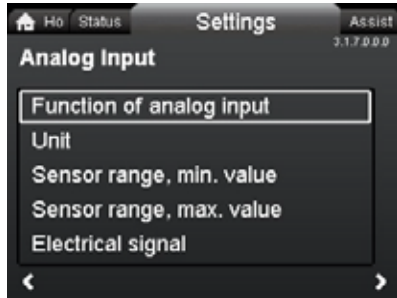 Ho Status Settings Assist
3.1.7.0.0.0
Analog Input
Function of analog input
Unit
Sensor range, min. value
Sensor range, max. value
Electrical signal